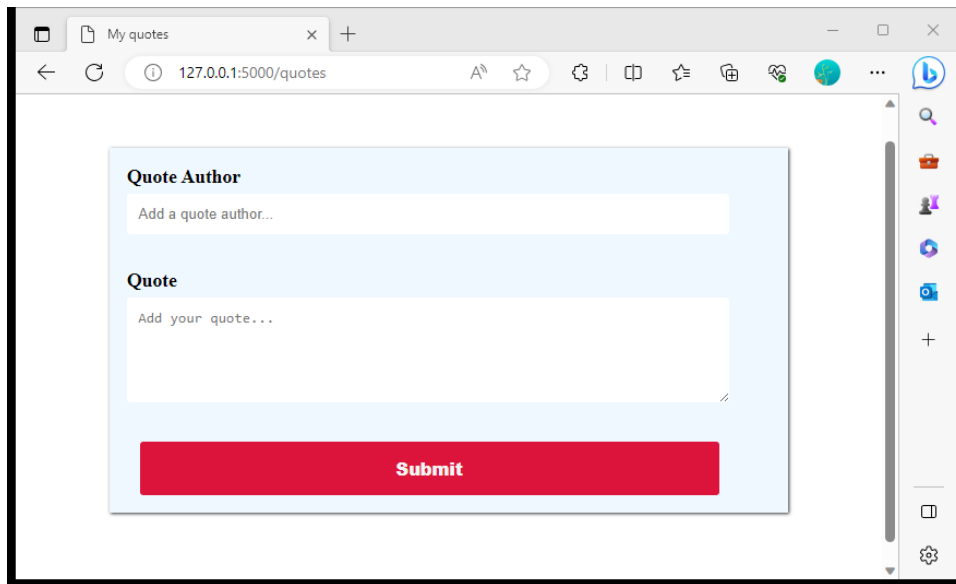 My quotes
127.0.0.1:5000/quotes
Quote Author
Add a quote author...
Quote
Add your quote...
Submit